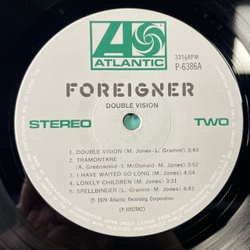 ATLANTIC
33⅓RPM
P-6386A
FOREIGNER
DOUBLE VISION
STEREO
TWO
1. DOUBLE VISION (M. Jones-L. Gramm) 3:40
2. TRAMONTANE
(A. Greenwood-I. McDonald-M. Jones) 3:52
3. I HAVE WAITED SO LONG (M. Jones) 4:04
4. LONELY CHILDREN (M. Jones) 3:31
5. SPELLBINDER (L. Gramm-M. Jones) 4:43
℗ 1978 Atlantic Recording Corporation